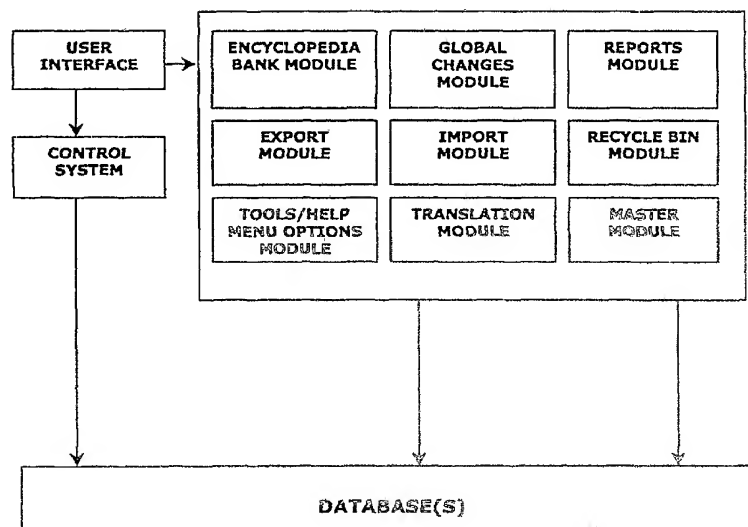 USER
INTERFACE
ENCYCLOPEDIA
BANK MODULE
GLOBAL
CHANGES
MODULE
REPORTS
MODULE
CONTROL
SYSTEM
EXPORT
MODULE
IMPORT
MODULE
RECYCLE BIN
MODULE
TOOLS/HELP
MENU OPTIONS
MODULE
TRANSLATION
MODULE
MASTER
MODULE
DATABASE(S)